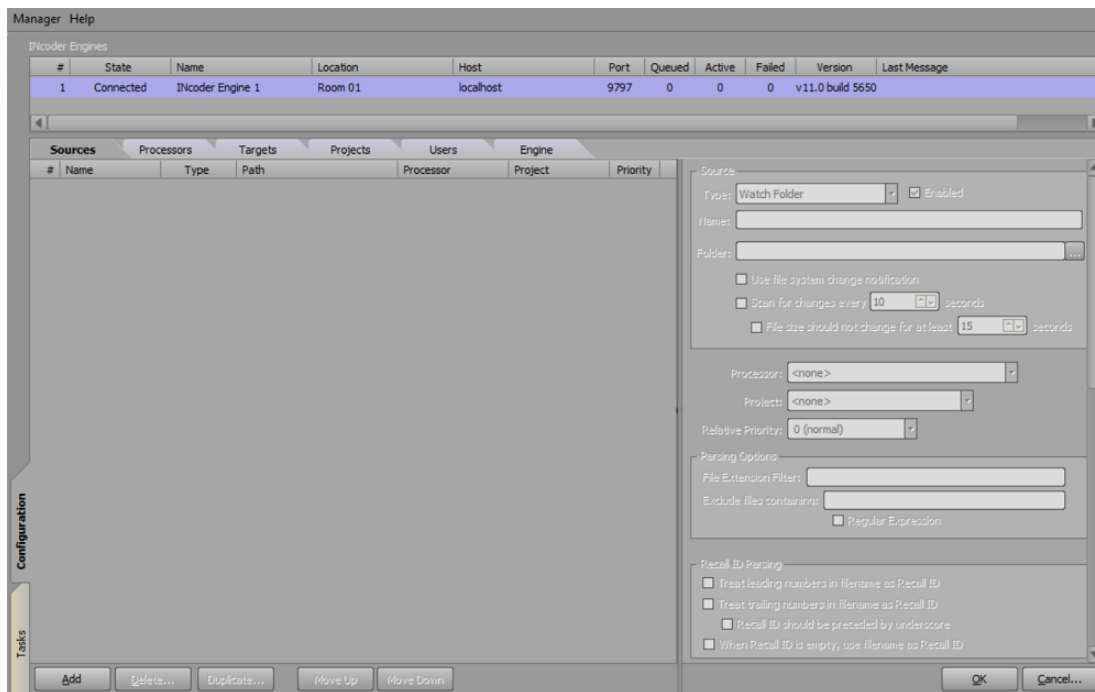 Manager Help
INcoder Engines
# State Name Location Host Port Queued Active Failed Version Last Message
1 Connected INcoder Engine 1 Room 01 localhost 9797 0 0 0 v11.0 build 5650
Sources Processors Targets Projects Users Engine
# Name Type Path Processor Project Priority
Source
Type: Watch Folder Enabled
Name:
Folder: ...
Use file system change notification
Scan for changes every 10 seconds
File size should not change for at least 15 seconds
Processor: <none>
Project: <none>
Relative Priority: 0 (normal)
Parsing Options
File Extension Filter:
Exclude files containing:
Regular Expression
Recall ID Parsing
Treat leading numbers in filename as Recall ID
Treat trailing numbers in filename as Recall ID
Recall ID should be preceded by underscore
When Recall ID is empty, use filename as Recall ID
Configuration
Tasks
Add Delete... Duplicate... Move Up Move Down OK Cancel...